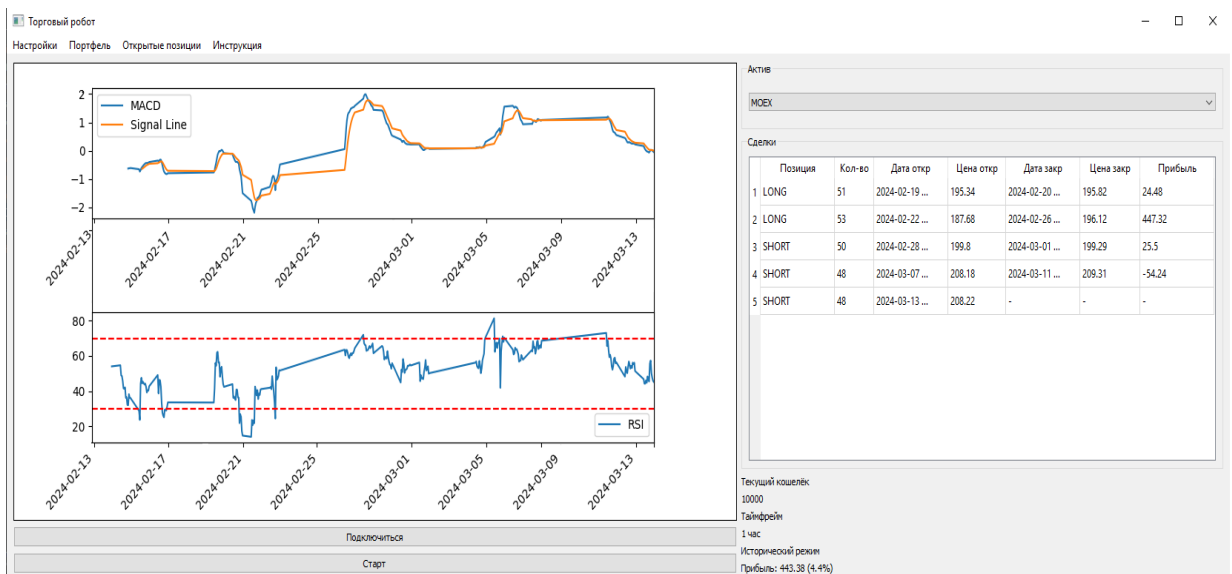 Торговый робот
Настройки Портфель Открытые позиции Инструкция
MACD
Signal Line
2
1
0
−1
−2
2024-02-13 2024-02-17 2024-02-21 2024-02-25 2024-03-01 2024-03-05 2024-03-09 2024-03-13
80
60
40
20
RSI
2024-02-13 2024-02-17 2024-02-21 2024-02-25 2024-03-01 2024-03-05 2024-03-09 2024-03-13
Подключиться
Старт
Актив
MOEX
Сделки
Позиция Кол-во Дата откр Цена откр Дата закр Цена закр Прибыль
1 LONG 51 2024-02-19 ... 195.34 2024-02-20 ... 195.82 24.48
2 LONG 53 2024-02-22 ... 187.68 2024-02-26 ... 196.12 447.32
3 SHORT 50 2024-02-28 ... 199.8 2024-03-01 ... 199.29 25.5
4 SHORT 48 2024-03-07 ... 208.18 2024-03-11 ... 209.31 -54.24
5 SHORT 48 2024-03-13 ... 208.22 - - -
Текущий кошелёк
10000
Таймфрейм
1 час
Исторический режим
Прибыль: 443.38 (4.4%)